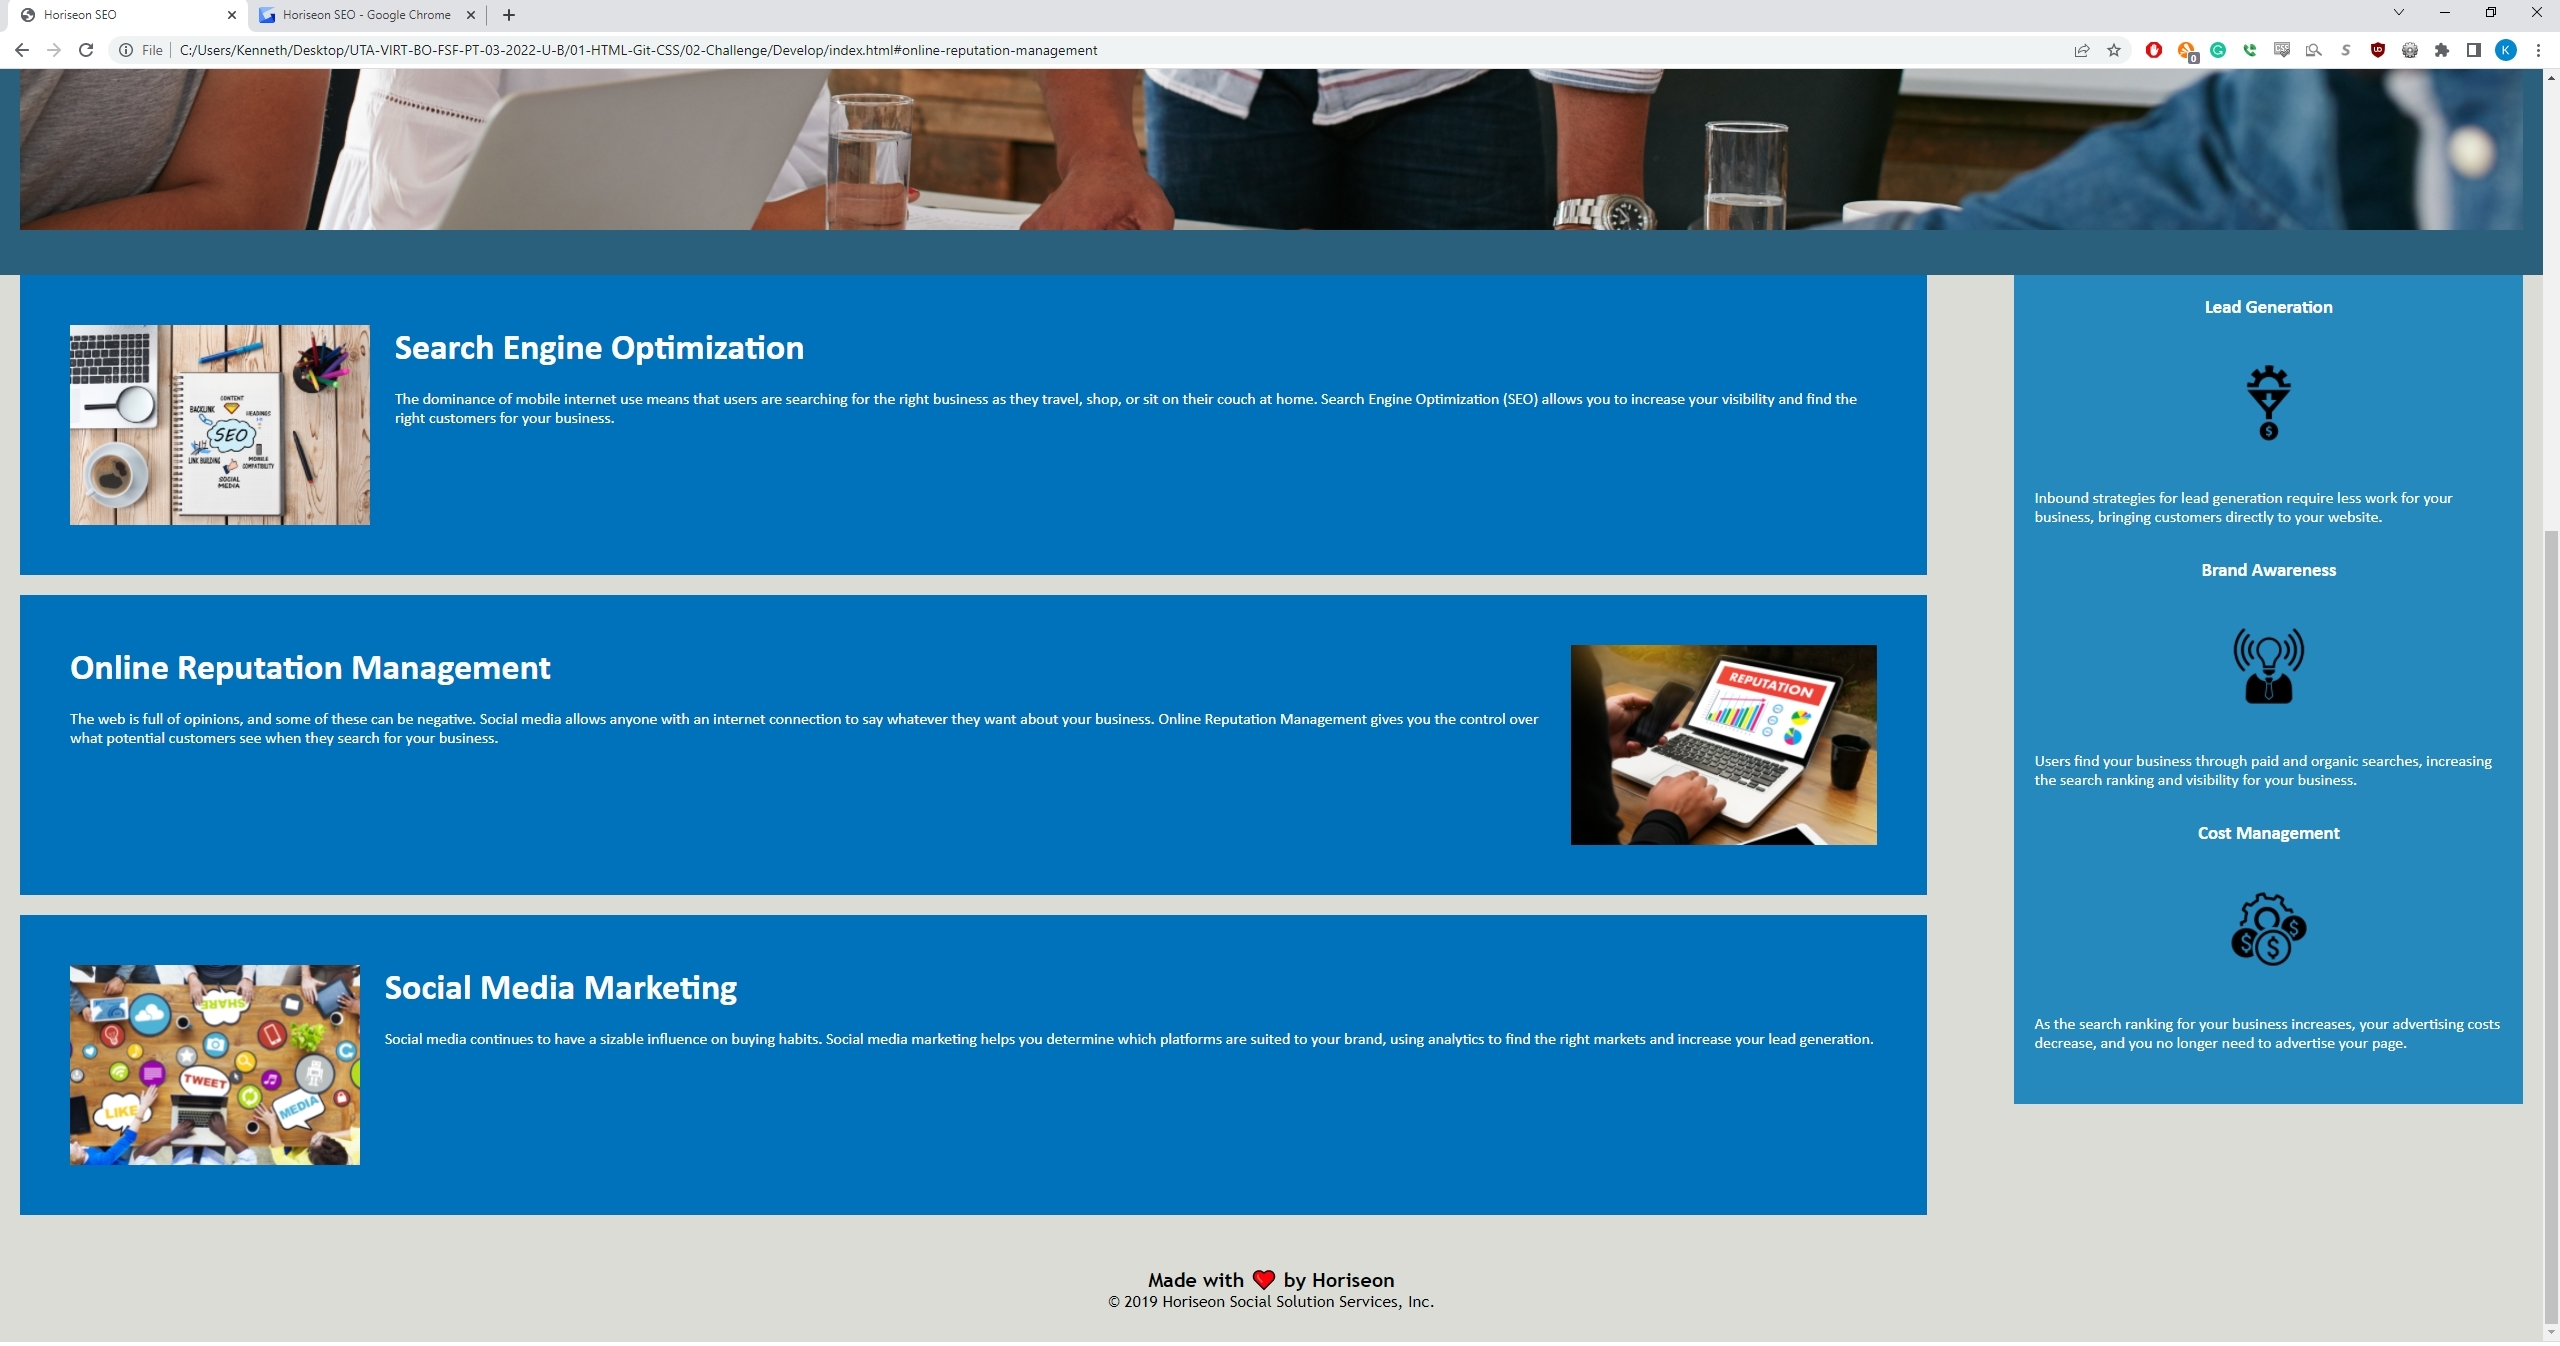 Horiseon SEO
Horiseon SEO - Google Chrome
File
C:/Users/Kenneth/Desktop/UTA-VIRT-BO-FSF-PT-03-2022-U-B/01-HTML-Git-CSS/02-Challenge/Develop/index.html#online-reputation-management
0
K
Search Engine Optimization
The dominance of mobile internet use means that users are searching for the right business as they travel, shop, or sit on their couch at home. Search Engine Optimization (SEO) allows you to increase your visibility and find the
right customers for your business.
CONTENT
BACKLINK
HEADINGS
SEO
LINK BUILDING
MOBILE
COMPATIBILITY
SOCIAL
MEDIA
Online Reputation Management
The web is full of opinions, and some of these can be negative. Social media allows anyone with an internet connection to say whatever they want about your business. Online Reputation Management gives you the control over
what potential customers see when they search for your business.
REPUTATION
Social Media Marketing
Social media continues to have a sizable influence on buying habits. Social media marketing helps you determine which platforms are suited to your brand, using analytics to find the right markets and increase your lead generation.
SHARE
TWEET
LIKE
MEDIA
Lead Generation
$
Inbound strategies for lead generation require less work for your
business, bringing customers directly to your website.
Brand Awareness
Users find your business through paid and organic searches, increasing
the search ranking and visibility for your business.
Cost Management
$ $ $
As the search ranking for your business increases, your advertising costs
decrease, and you no longer need to advertise your page.
Made with ❤️ by Horiseon
© 2019 Horiseon Social Solution Services, Inc.